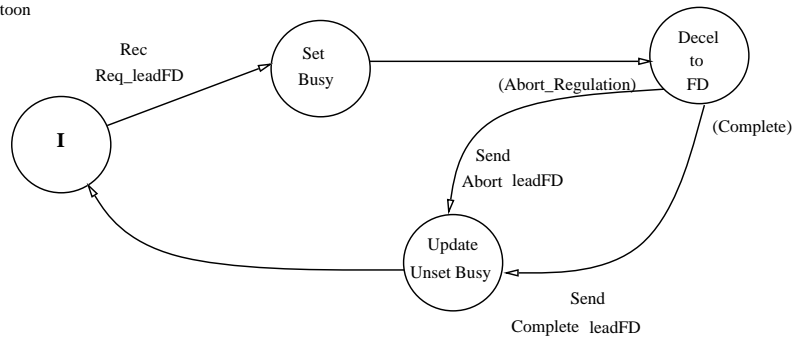 toon
Rec
Req_leadFD
Set
Busy
Decel
to
FD
(Abort_Regulation)
(Complete)
I
Send
Abort leadFD
Update
Unset Busy
Send
Complete leadFD